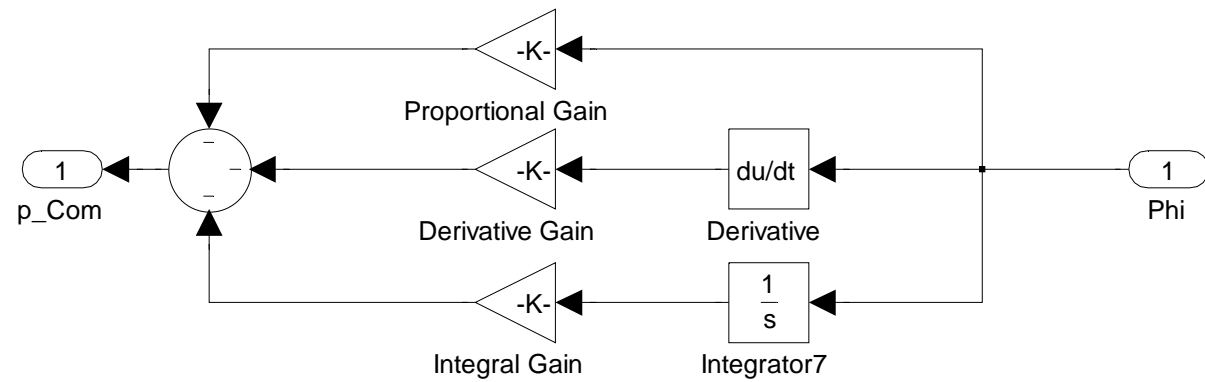 -K-
Proportional Gain
1
p_Com
−
−
−
-K-
Derivative Gain
du/dt
Derivative
1
Phi
-K-
Integral Gain
1
s
Integrator7